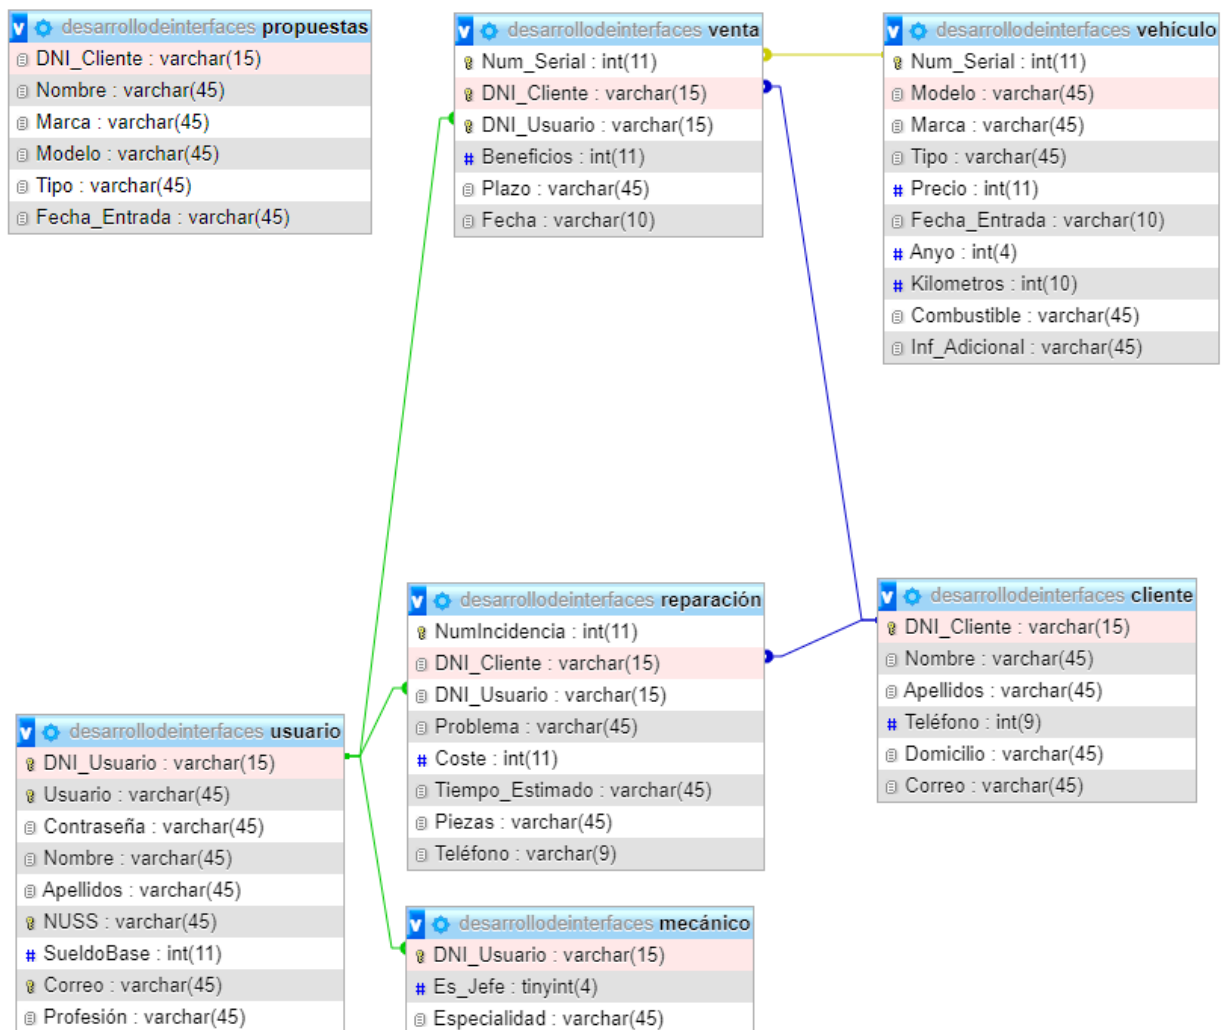 desarrollodeinterfaces propuestas
DNI_Cliente : varchar(15)
Nombre : varchar(45)
Marca : varchar(45)
Modelo : varchar(45)
Tipo : varchar(45)
Fecha_Entrada : varchar(45)
desarrollodeinterfaces venta
Num_Serial : int(11)
DNI_Cliente : varchar(15)
DNI_Usuario : varchar(15)
# Beneficios : int(11)
Plazo : varchar(45)
Fecha : varchar(10)
desarrollodeinterfaces vehículo
Num_Serial : int(11)
Modelo : varchar(45)
Marca : varchar(45)
Tipo : varchar(45)
# Precio : int(11)
Fecha_Entrada : varchar(10)
# Anyo : int(4)
# Kilometros : int(10)
Combustible : varchar(45)
Inf_Adicional : varchar(45)
desarrollodeinterfaces reparación
NumIncidencia : int(11)
DNI_Cliente : varchar(15)
DNI_Usuario : varchar(15)
Problema : varchar(45)
# Coste : int(11)
Tiempo_Estimado : varchar(45)
Piezas : varchar(45)
Teléfono : varchar(9)
desarrollodeinterfaces cliente
DNI_Cliente : varchar(15)
Nombre : varchar(45)
Apellidos : varchar(45)
# Teléfono : int(9)
Domicilio : varchar(45)
Correo : varchar(45)
desarrollodeinterfaces usuario
DNI_Usuario : varchar(15)
Usuario : varchar(45)
Contraseña : varchar(45)
Nombre : varchar(45)
Apellidos : varchar(45)
NUSS : varchar(45)
# SueldoBase : int(11)
Correo : varchar(45)
Profesión : varchar(45)
desarrollodeinterfaces mecánico
DNI_Usuario : varchar(15)
# Es_Jefe : tinyint(4)
Especialidad : varchar(45)